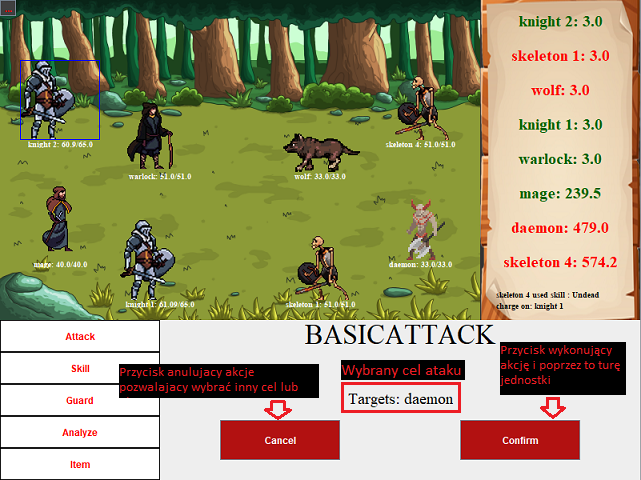 ...
knight 2: 3.0
skeleton 1: 3.0
wolf: 3.0
knight 1: 3.0
warlock: 3.0
mage: 239.5
daemon: 479.0
skeleton 4: 574.2
skeleton 4 used skill : Undead
charge on: knight 1
knight 2: 60.9/65.0
skeleton 4: 51.0/51.0
warlock: 51.0/51.0
wolf: 33.0/33.0
mage: 40.0/40.0
daemon: 33.0/33.0
knight 1: 61.09/65.0
skeleton 1: 51.0/51.0
Attack
Skill
Guard
Analyze
Item
BASICATTACK
Przycisk anulujacy akcje
pozwalajacy wybrać inny cel lub
Wybrany cel ataku
Targets: daemon
Przycisk wykonujący
akcję i poprzez to turę
jednostki
Cancel
Confirm